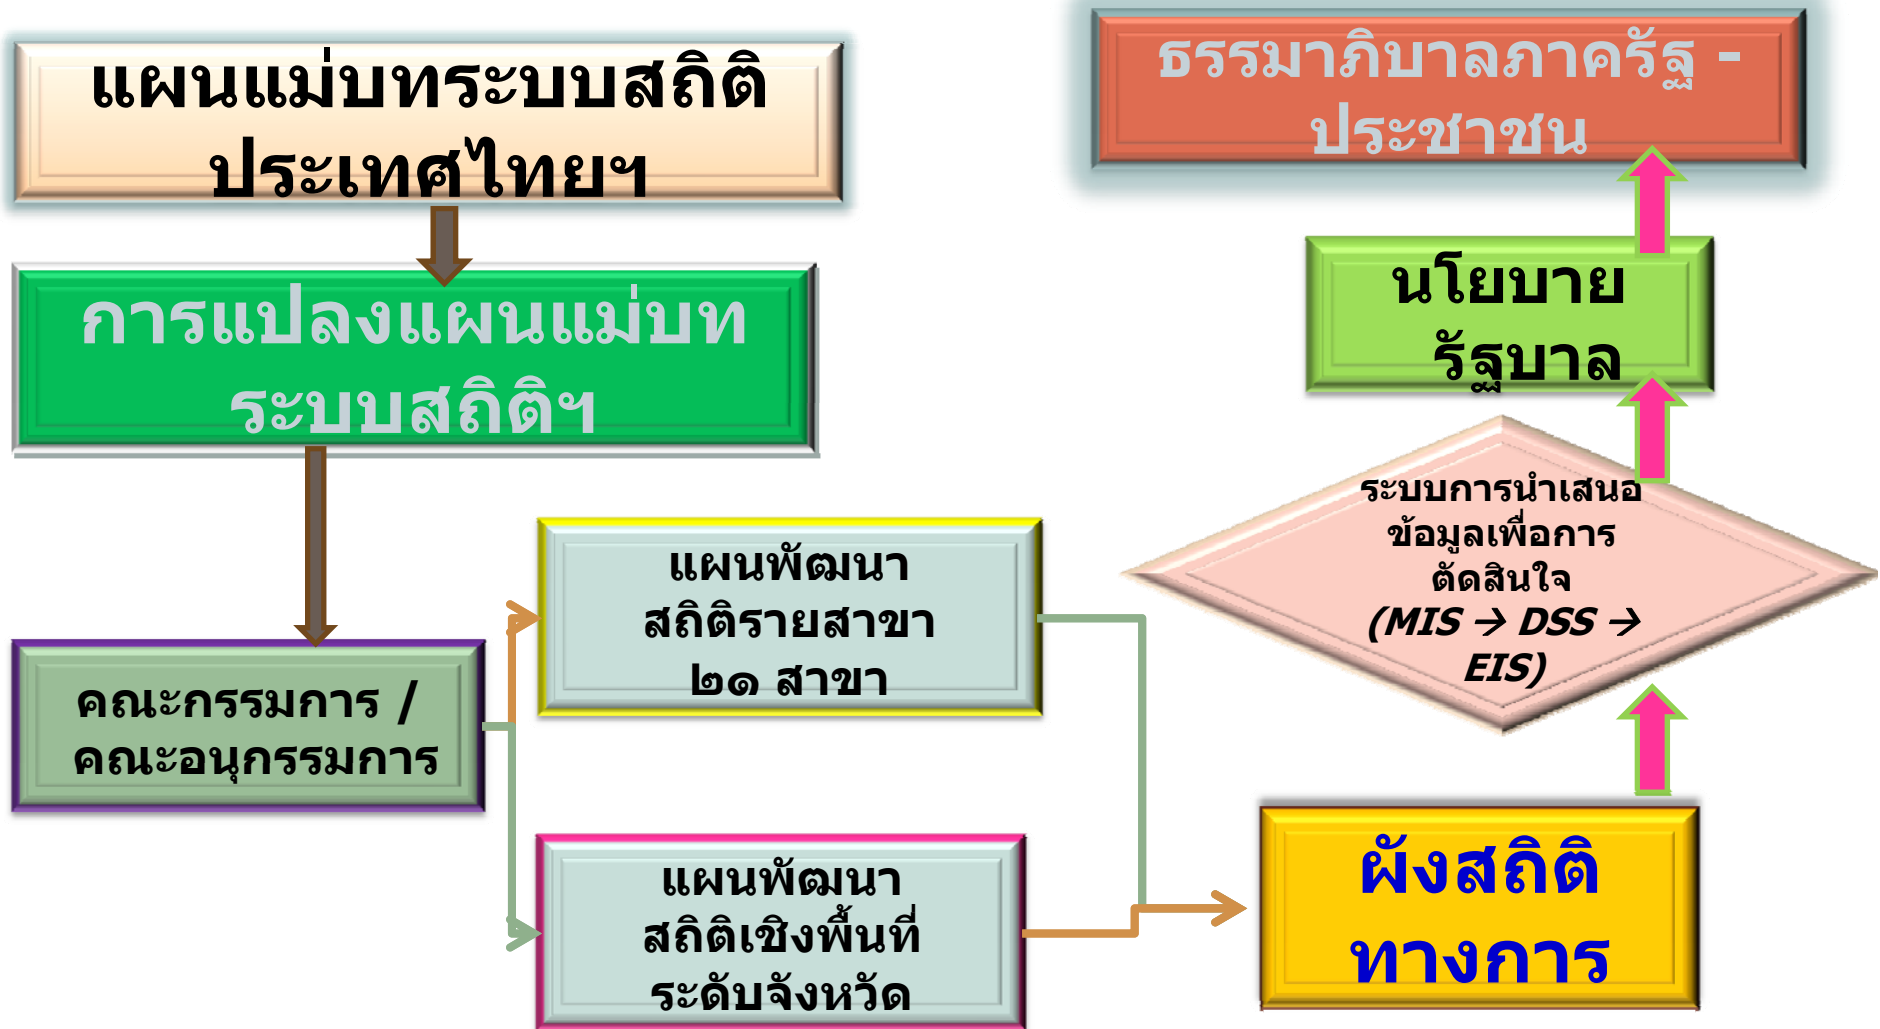 แผนแม่บทระบบสถิติ
ประเทศไทยฯ
การแปลงแผนแม่บท
ระบบสถิติฯ
คณะกรรมการ /
คณะอนุกรรมการ
แผนพัฒนา
สถิติรายสาขา
๒๑ สาขา
แผนพัฒนา
สถิติเชิงพื้นที่
ระดับจังหวัด
ผังสถิติ
ทางการ
ระบบการนำเสนอ
ข้อมูลเพื่อการ
ตัดสินใจ
(MIS → DSS →
EIS)
นโยบาย
รัฐบาล
ธรรมาภิบาลภาครัฐ -
ประชาชน